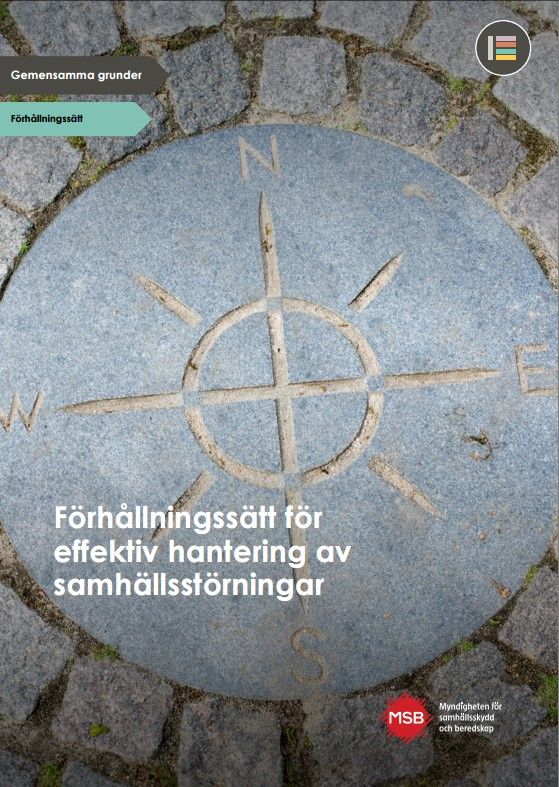 Gemensamma grunder
Förhållningssätt
N
W
E
S
Förhållningssätt för
effektiv hantering av
samhällsstörningar
MSB
Myndigheten för
samhällsskydd
och beredskap